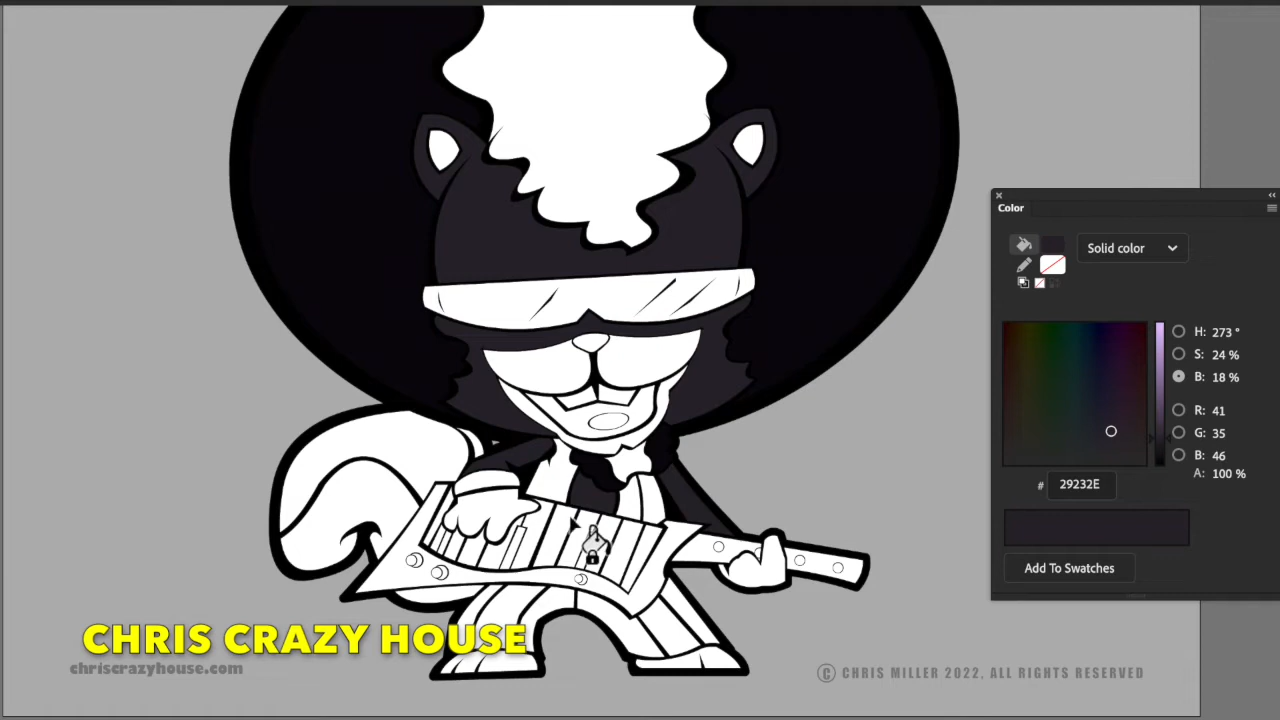 Color
Solid color
H: 273 °
S: 24 %
B: 18 %
R: 41
G: 35
B: 46
A: 100 %
# 29232E
Add To Swatches
CHRIS CRAZY HOUSE
chriscrazyhouse.com
© CHRIS MILLER 2022, ALL RIGHTS RESERVED